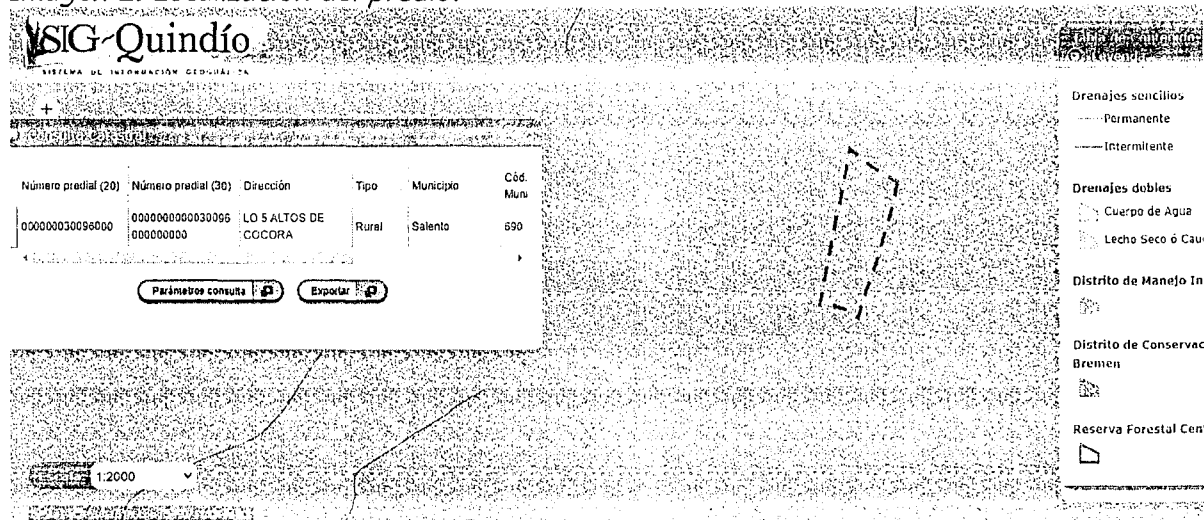 SIG-Quindío
SISTEMA DE INFORMACIÓN GEOGRÁFICA
+
Número predial (20) Número predial (30) Dirección Tipo Municipio Cód. Muni
000000030096000 0000000000030096 000000000 LO 5 ALTOS DE COCORA Rural Salento 690
Parámetros consulta Exportar
1:2000
Drenajes sencillos
Permanente
Intermitente
Drenajes dobles
Cuerpo de Agua
Lecho Seco ó Cauc
Distrito de Manejo In
Distrito de Conservac
Bremen
Reserva Forestal Cent